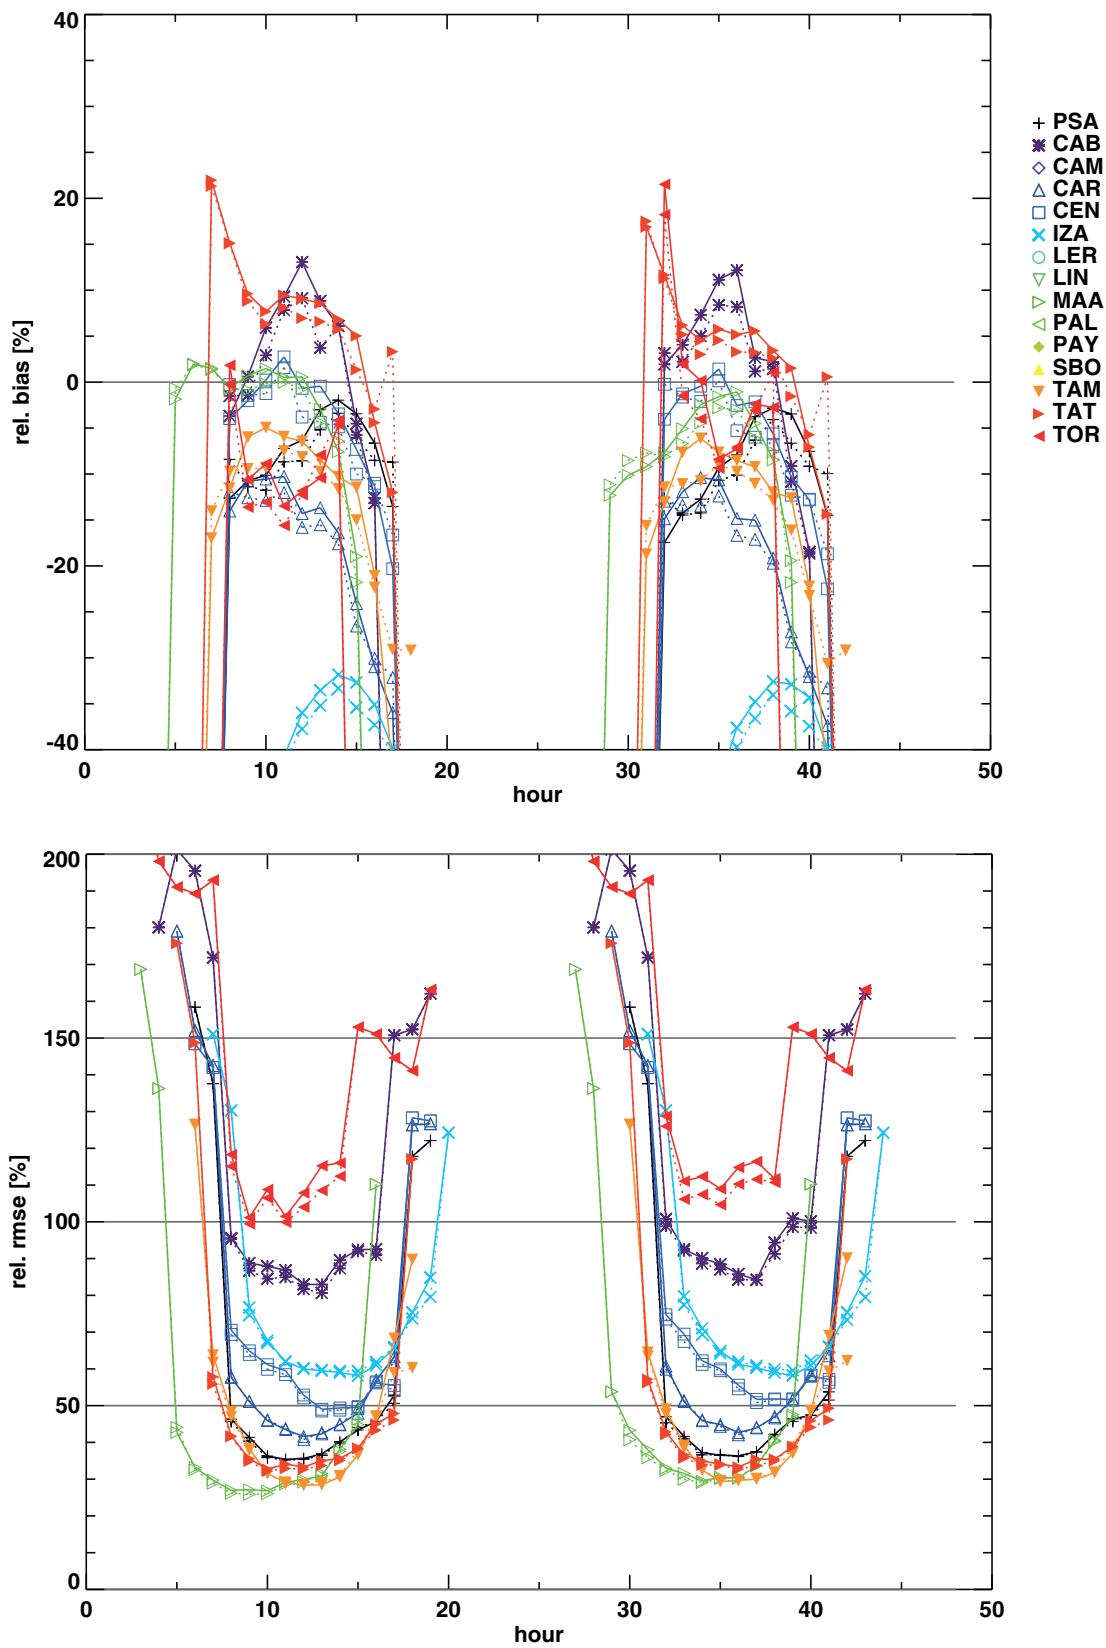 40
20
0
-20
-40
rel. bias [%]
0
10
20
30
40
50
hour
PSA
CAB
CAM
CAR
CEN
IZA
LER
LIN
MAA
PAL
PAY
SBO
TAM
TAT
TOR
200
150
100
50
0
rel. rmse [%]
0
10
20
30
40
50
hour